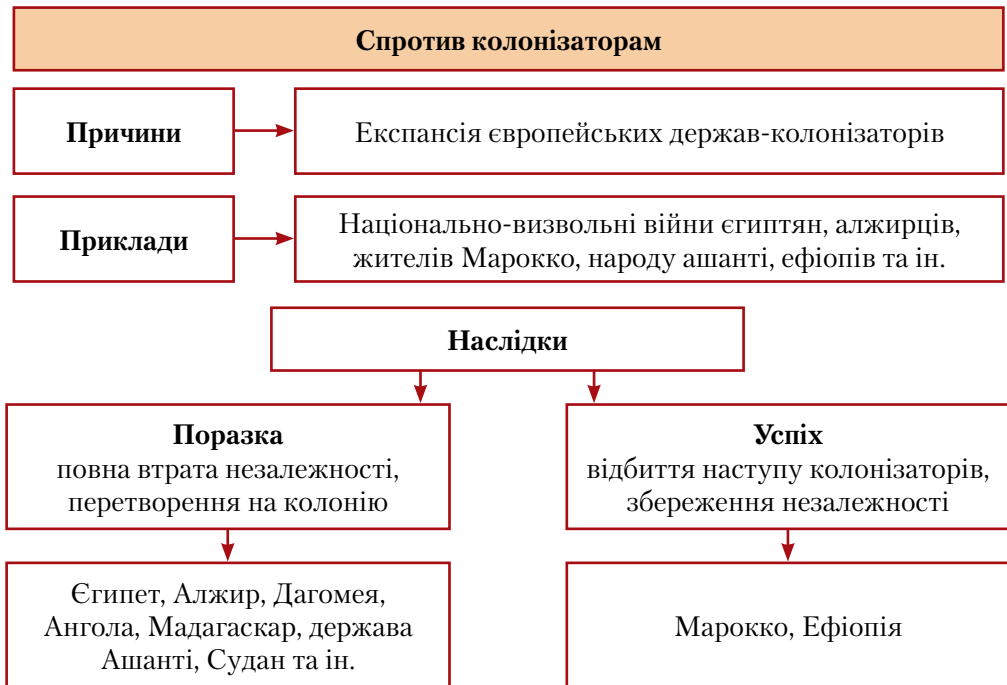 Спротив колонізаторам
Причини
Експансія європейських держав-колонізаторів
Приклади
Національно-визвольні війни єгиптян, алжирців,
жителів Марокко, народу ашанті, ефіопів та ін.
Наслідки
Поразка
повна втрата незалежності,
перетворення на колонію
Успіх
відбиття наступу колонізаторів,
збереження незалежності
Єгипет, Алжир, Дагомея,
Ангола, Мадагаскар, держава
Ашанті, Судан та ін.
Марокко, Ефіопія